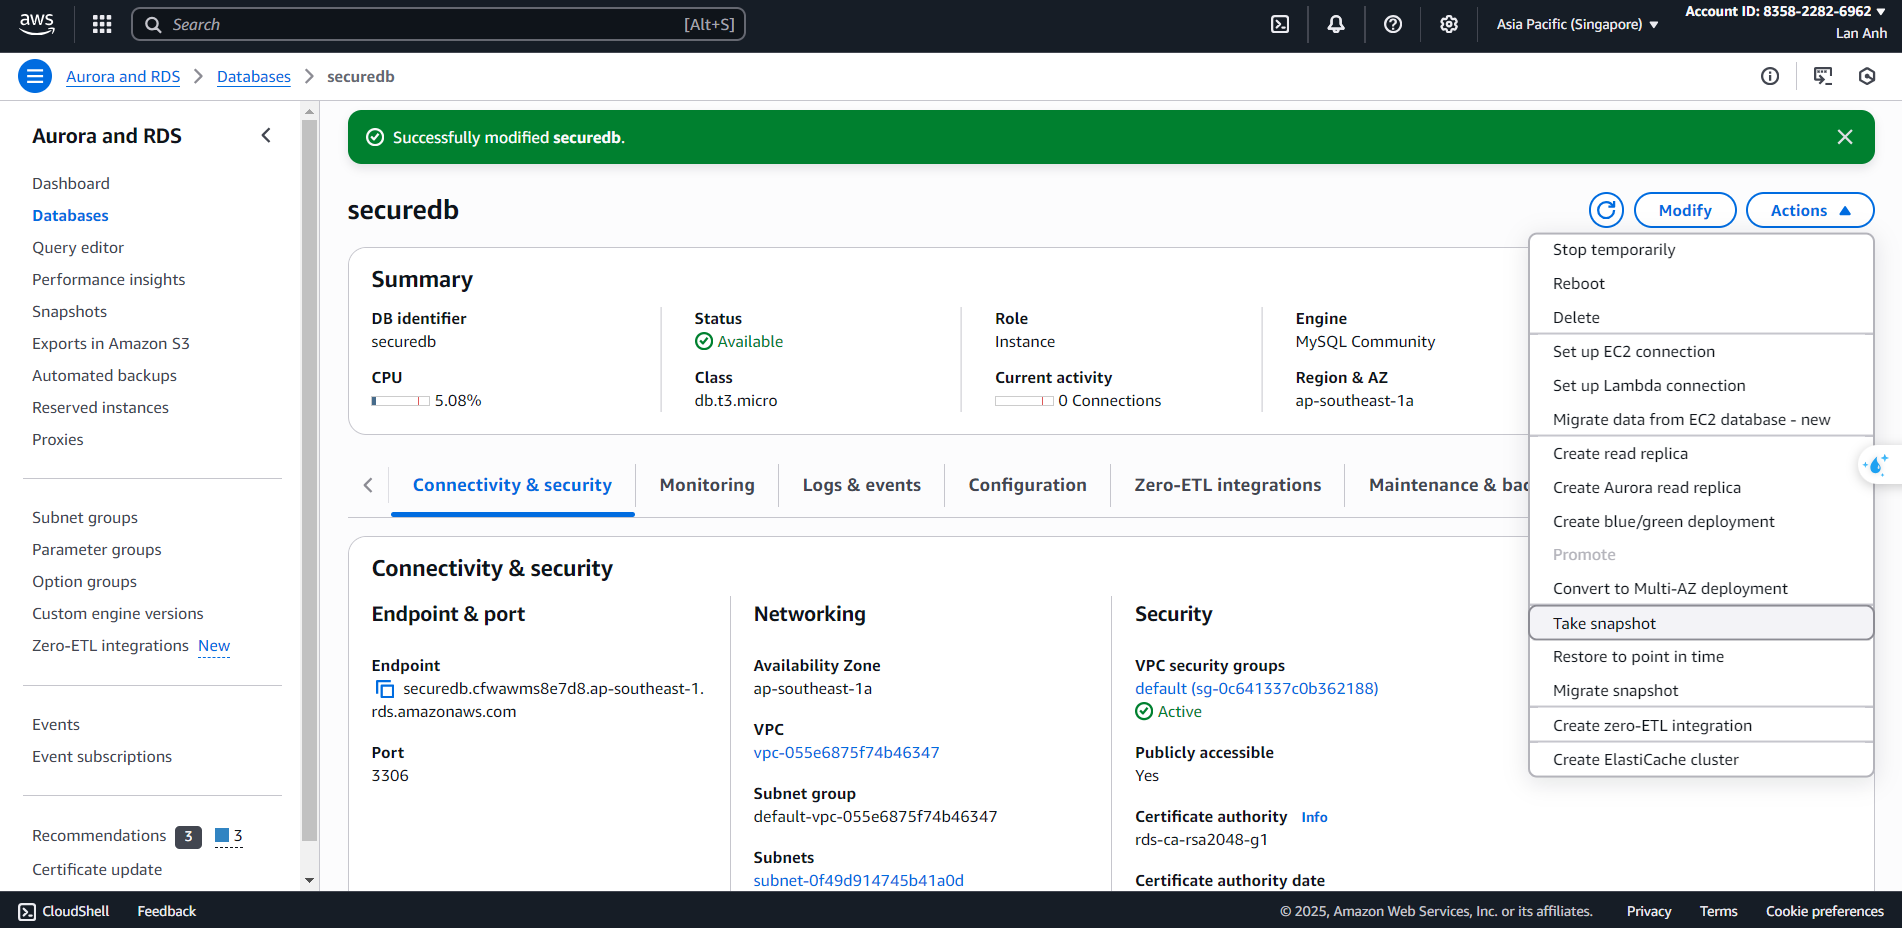 aws
Search [Alt+S]
Asia Pacific (Singapore)
Account ID: 8358-2282-6962
Lan Anh
Aurora and RDS
Databases
securedb
Aurora and RDS
Dashboard
Databases
Query editor
Performance insights
Snapshots
Exports in Amazon S3
Automated backups
Reserved instances
Proxies
Subnet groups
Parameter groups
Option groups
Custom engine versions
Zero-ETL integrations New
Events
Event subscriptions
Recommendations 3 3
Certificate update
Successfully modified securedb.
securedb
Modify
Actions
Summary
DB identifier
securedb
Status
Available
Role
Instance
Engine
MySQL Community
CPU
5.08%
Class
db.t3.micro
Current activity
0 Connections
Region & AZ
ap-southeast-1a
Connectivity & security
Monitoring
Logs & events
Configuration
Zero-ETL integrations
Maintenance & bac
Connectivity & security
Endpoint & port
Endpoint
securedb.cfwawms8e7d8.ap-southeast-1.
rds.amazonaws.com
Port
3306
Networking
Availability Zone
ap-southeast-1a
VPC
vpc-055e6875f74b46347
Subnet group
default-vpc-055e6875f74b46347
Subnets
subnet-0f49d914745b41a0d
Security
VPC security groups
default (sg-0c641337c0b362188)
Active
Publicly accessible
Yes
Certificate authority Info
rds-ca-rsa2048-g1
Certificate authority date
Stop temporarily
Reboot
Delete
Set up EC2 connection
Set up Lambda connection
Migrate data from EC2 database - new
Create read replica
Create Aurora read replica
Create blue/green deployment
Promote
Convert to Multi-AZ deployment
Take snapshot
Restore to point in time
Migrate snapshot
Create zero-ETL integration
Create ElastiCache cluster
CloudShell
Feedback
© 2025, Amazon Web Services, Inc. or its affiliates.
Privacy
Terms
Cookie preferences